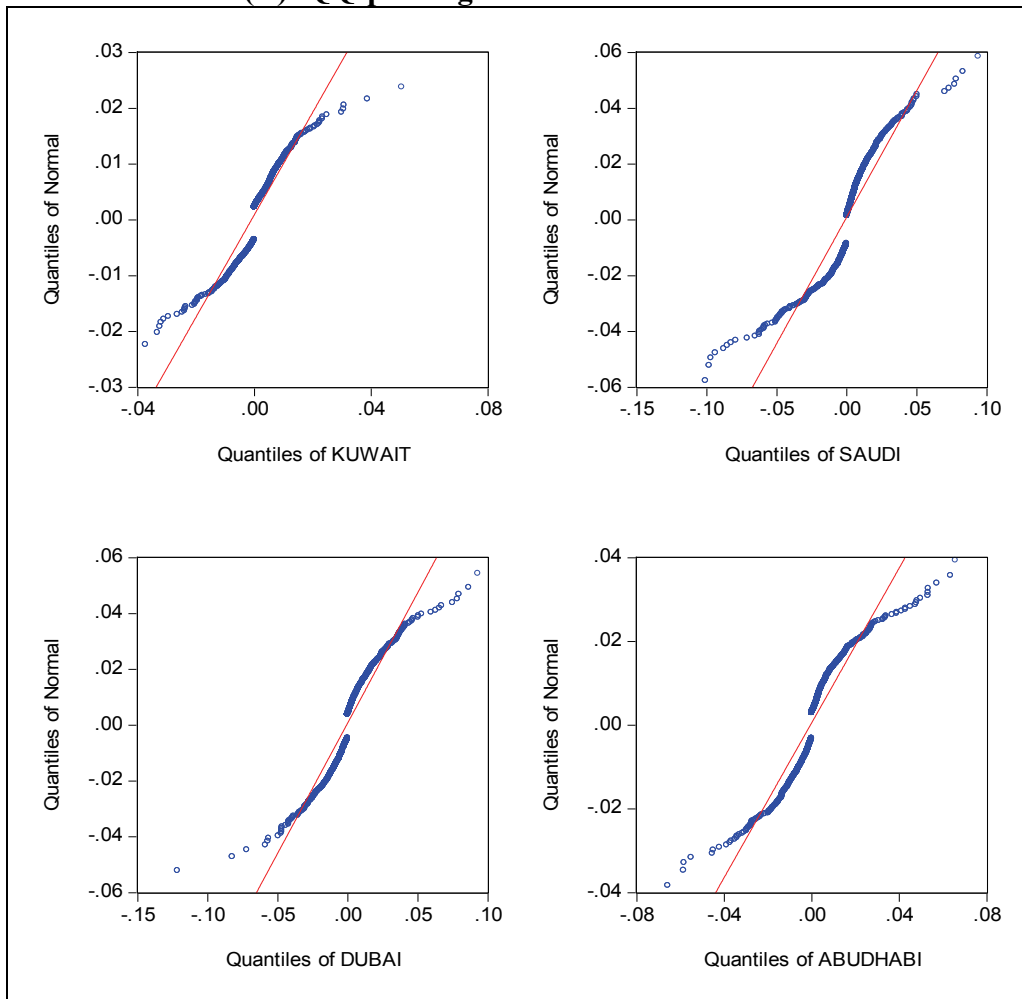 .03
.02
.01
.00
-.01
-.02
-.03
-.04 .00 .04 .08
Quantiles of Normal
Quantiles of KUWAIT
.06
.04
.02
.00
-.02
-.04
-.06
-.15 -.10 -.05 .00 .05 .10
Quantiles of Normal
Quantiles of SAUDI
.06
.04
.02
.00
-.02
-.04
-.06
-.15 -.10 -.05 .00 .05 .10
Quantiles of Normal
Quantiles of DUBAI
.04
.02
.00
-.02
-.04
-.08 -.04 .00 .04 .08
Quantiles of Normal
Quantiles of ABUDHABI